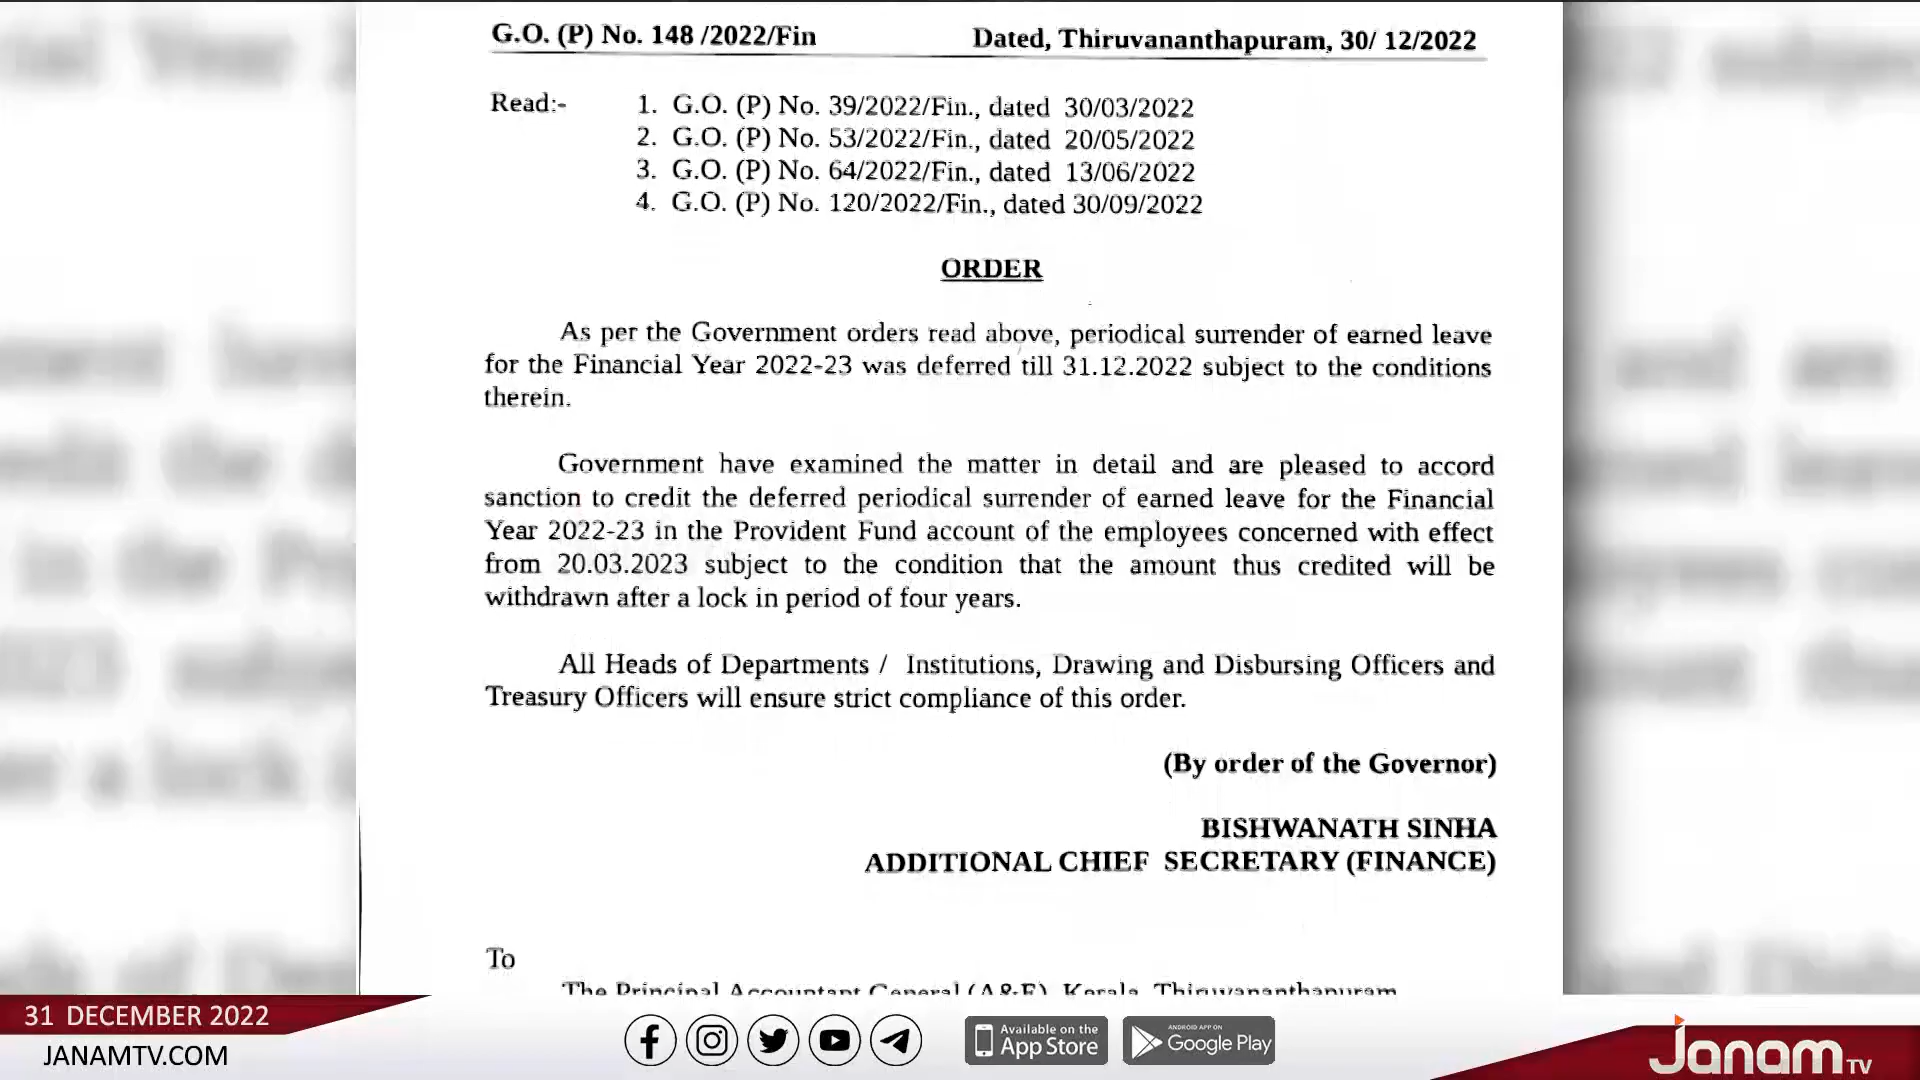 G.O. (P) No. 148 /2022/Fin Dated, Thiruvananthapuram, 30/ 12/2022
Read:- 1. G.O. (P) No. 39/2022/Fin., dated 30/03/2022
2. G.O. (P) No. 53/2022/Fin., dated 20/05/2022
3. G.O. (P) No. 64/2022/Fin., dated 13/06/2022
4. G.O. (P) No. 120/2022/Fin., dated 30/09/2022
ORDER
As per the Government orders read above, periodical surrender of earned leave
for the Financial Year 2022-23 was deferred till 31.12.2022 subject to the conditions
therein.
Government have examined the matter in detail and are pleased to accord
sanction to credit the deferred periodical surrender of earned leave for the Financial
Year 2022-23 in the Provident Fund account of the employees concerned with effect
from 20.03.2023 subject to the condition that the amount thus credited will be
withdrawn after a lock in period of four years.
All Heads of Departments / Institutions, Drawing and Disbursing Officers and
Treasury Officers will ensure strict compliance of this order.
(By order of the Governor)
BISHWANATH SINHA
ADDITIONAL CHIEF SECRETARY (FINANCE)
To
The Principal Accountant General (A&E), Kerala, Thiruvananthapuram
31 DECEMBER 2022
JANAMTV.COM
Available on the
App Store
ANDROID APP ON
Google Play
Janam TV